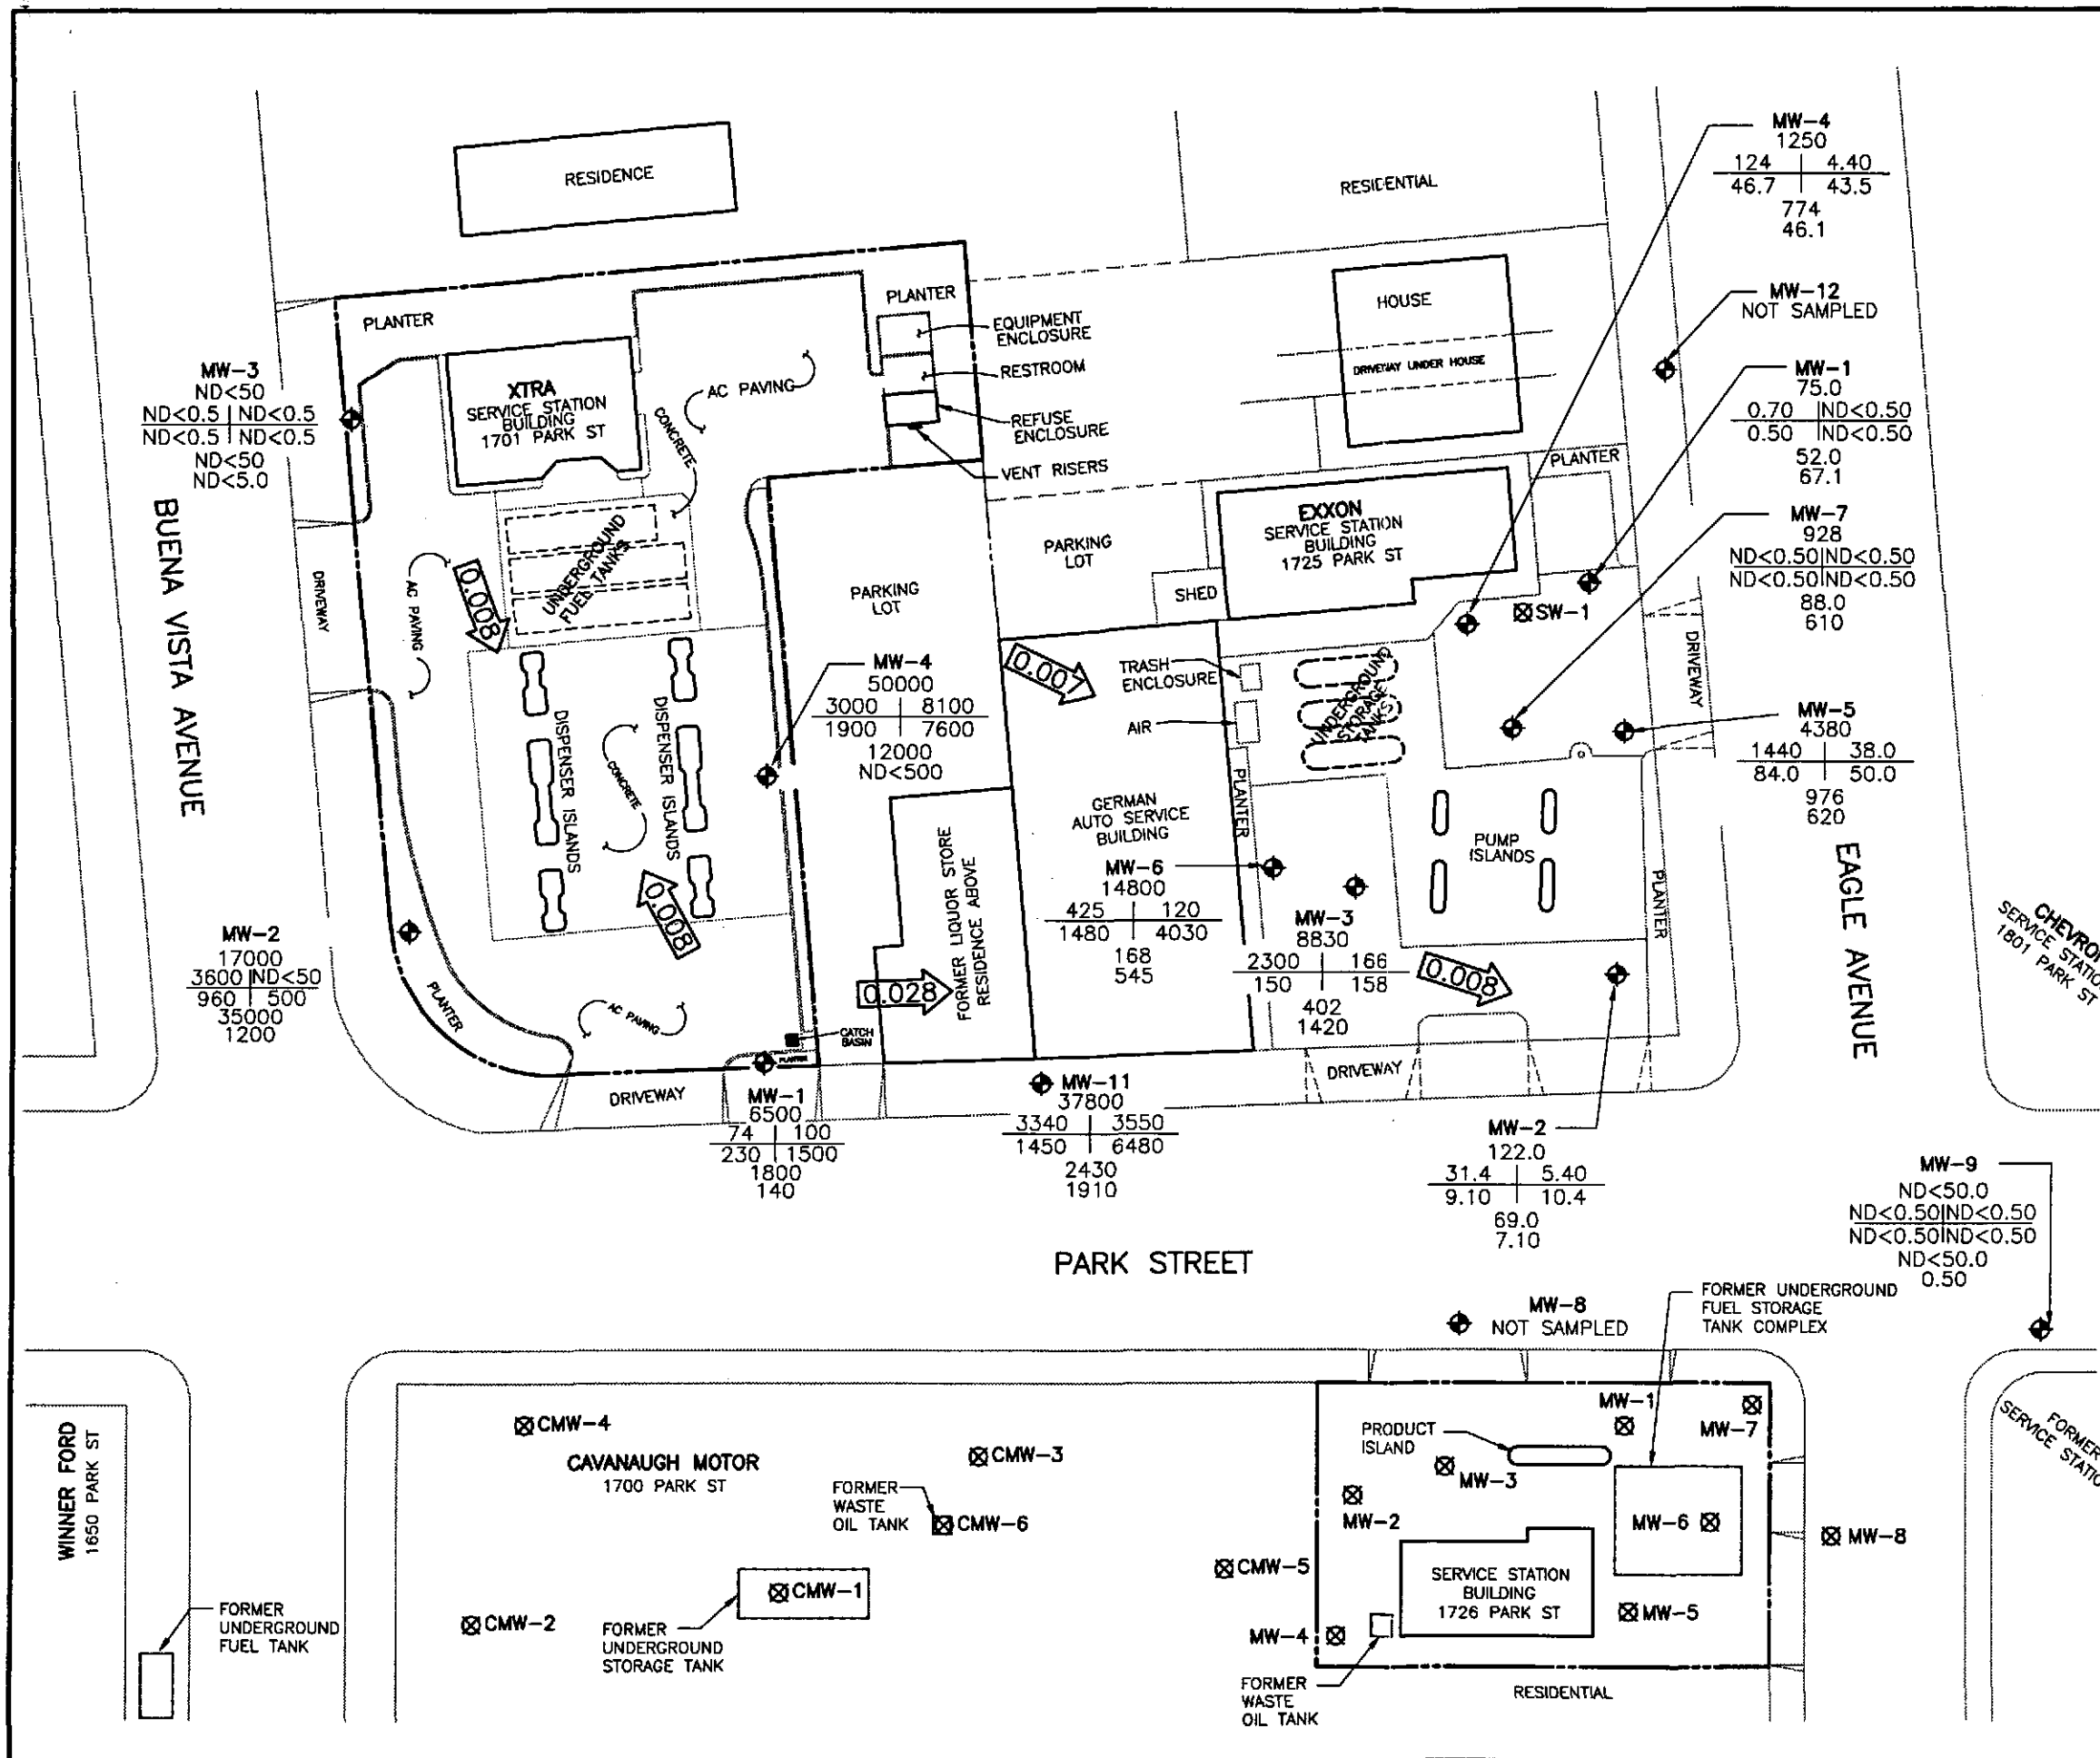 RESIDENCE
RESIDENTIAL
MW-4
1250
124 | 4.40
46.7 | 43.5
774
46.1
MW-12
NOT SAMPLED
MW-1
75.0
0.70 | ND<0.50
0.50 | ND<0.50
52.0
67.1
MW-7
928
ND<0.50|ND<0.50
ND<0.50|ND<0.50
88.0
610
MW-5
4380
1440 | 38.0
84.0 | 50.0
976
620
PLANTER
PLANTER
EQUIPMENT
ENCLOSURE
RESTROOM
REFUSE
ENCLOSURE
VENT RISERS
HOUSE
DRIVEWAY UNDER HOUSE
MW-3
ND<50
ND<0.5 | ND<0.5
ND<0.5 | ND<0.5
ND<50
ND<5.0
XTRA
SERVICE STATION
BUILDING
1701 PARK ST
CONCRETE
AC PAVING
UNDERGROUND
FUEL TANKS
BUENA VISTA AVENUE
DRIVEWAY
AC PAVING
0.008
PARKING
LOT
PARKING
LOT
SHED
EXXON
SERVICE STATION
BUILDING
1725 PARK ST
PLANTER
SW-1
DRIVEWAY
MW-4
50000
3000 | 8100
1900 | 7600
12000
ND<500
0.007
TRASH
ENCLOSURE
AIR
UNDERGROUND
STORAGE
TANKS
DISPENSER ISLANDS
CONCRETE
DISPENSER ISLANDS
0.008
PLANTER
GERMAN
AUTO SERVICE
BUILDING
MW-6
14800
425 | 120
1480 | 4030
168
545
PUMP
ISLANDS
PLANTER
EAGLE AVENUE
CHEVRON
SERVICE STATIO
1801 PARK ST
MW-3
8830
2300 | 166
150 | 158
402
1420
0.008
FORMER LIQUOR STORE
RESIDENCE ABOVE
0.028
MW-2
17000
3600 | ND<50
960 | 500
35000
1200
PLANTER
AC PAVING
CATCH
BASIN
PLANTER
DRIVEWAY
DRIVEWAY
MW-1
6500
74 | 100
230 | 1500
1800
140
MW-11
37800
3340 | 3550
1450 | 6480
2430
1910
MW-2
122.0
31.4 | 5.40
9.10 | 10.4
69.0
7.10
MW-9
ND<50.0
ND<0.50|ND<0.50
ND<0.50|ND<0.50
ND<50.0
0.50
PARK STREET
MW-8
NOT SAMPLED
FORMER UNDERGROUND
FUEL STORAGE
TANK COMPLEX
WINNER FORD
1650 PARK ST
CMW-4
CAVANAUGH MOTOR
1700 PARK ST
CMW-3
FORMER
WASTE
OIL TANK
CMW-6
CMW-5
CMW-1
CMW-2
FORMER
UNDERGROUND
FUEL TANK
FORMER
UNDERGROUND
STORAGE TANK
PRODUCT
ISLAND
MW-1
MW-7
MW-3
MW-2
MW-6
MW-8
SERVICE STATION
BUILDING
1726 PARK ST
MW-5
MW-4
FORMER
WASTE
OIL TANK
RESIDENTIAL
FORMER
SERVICE STATIO